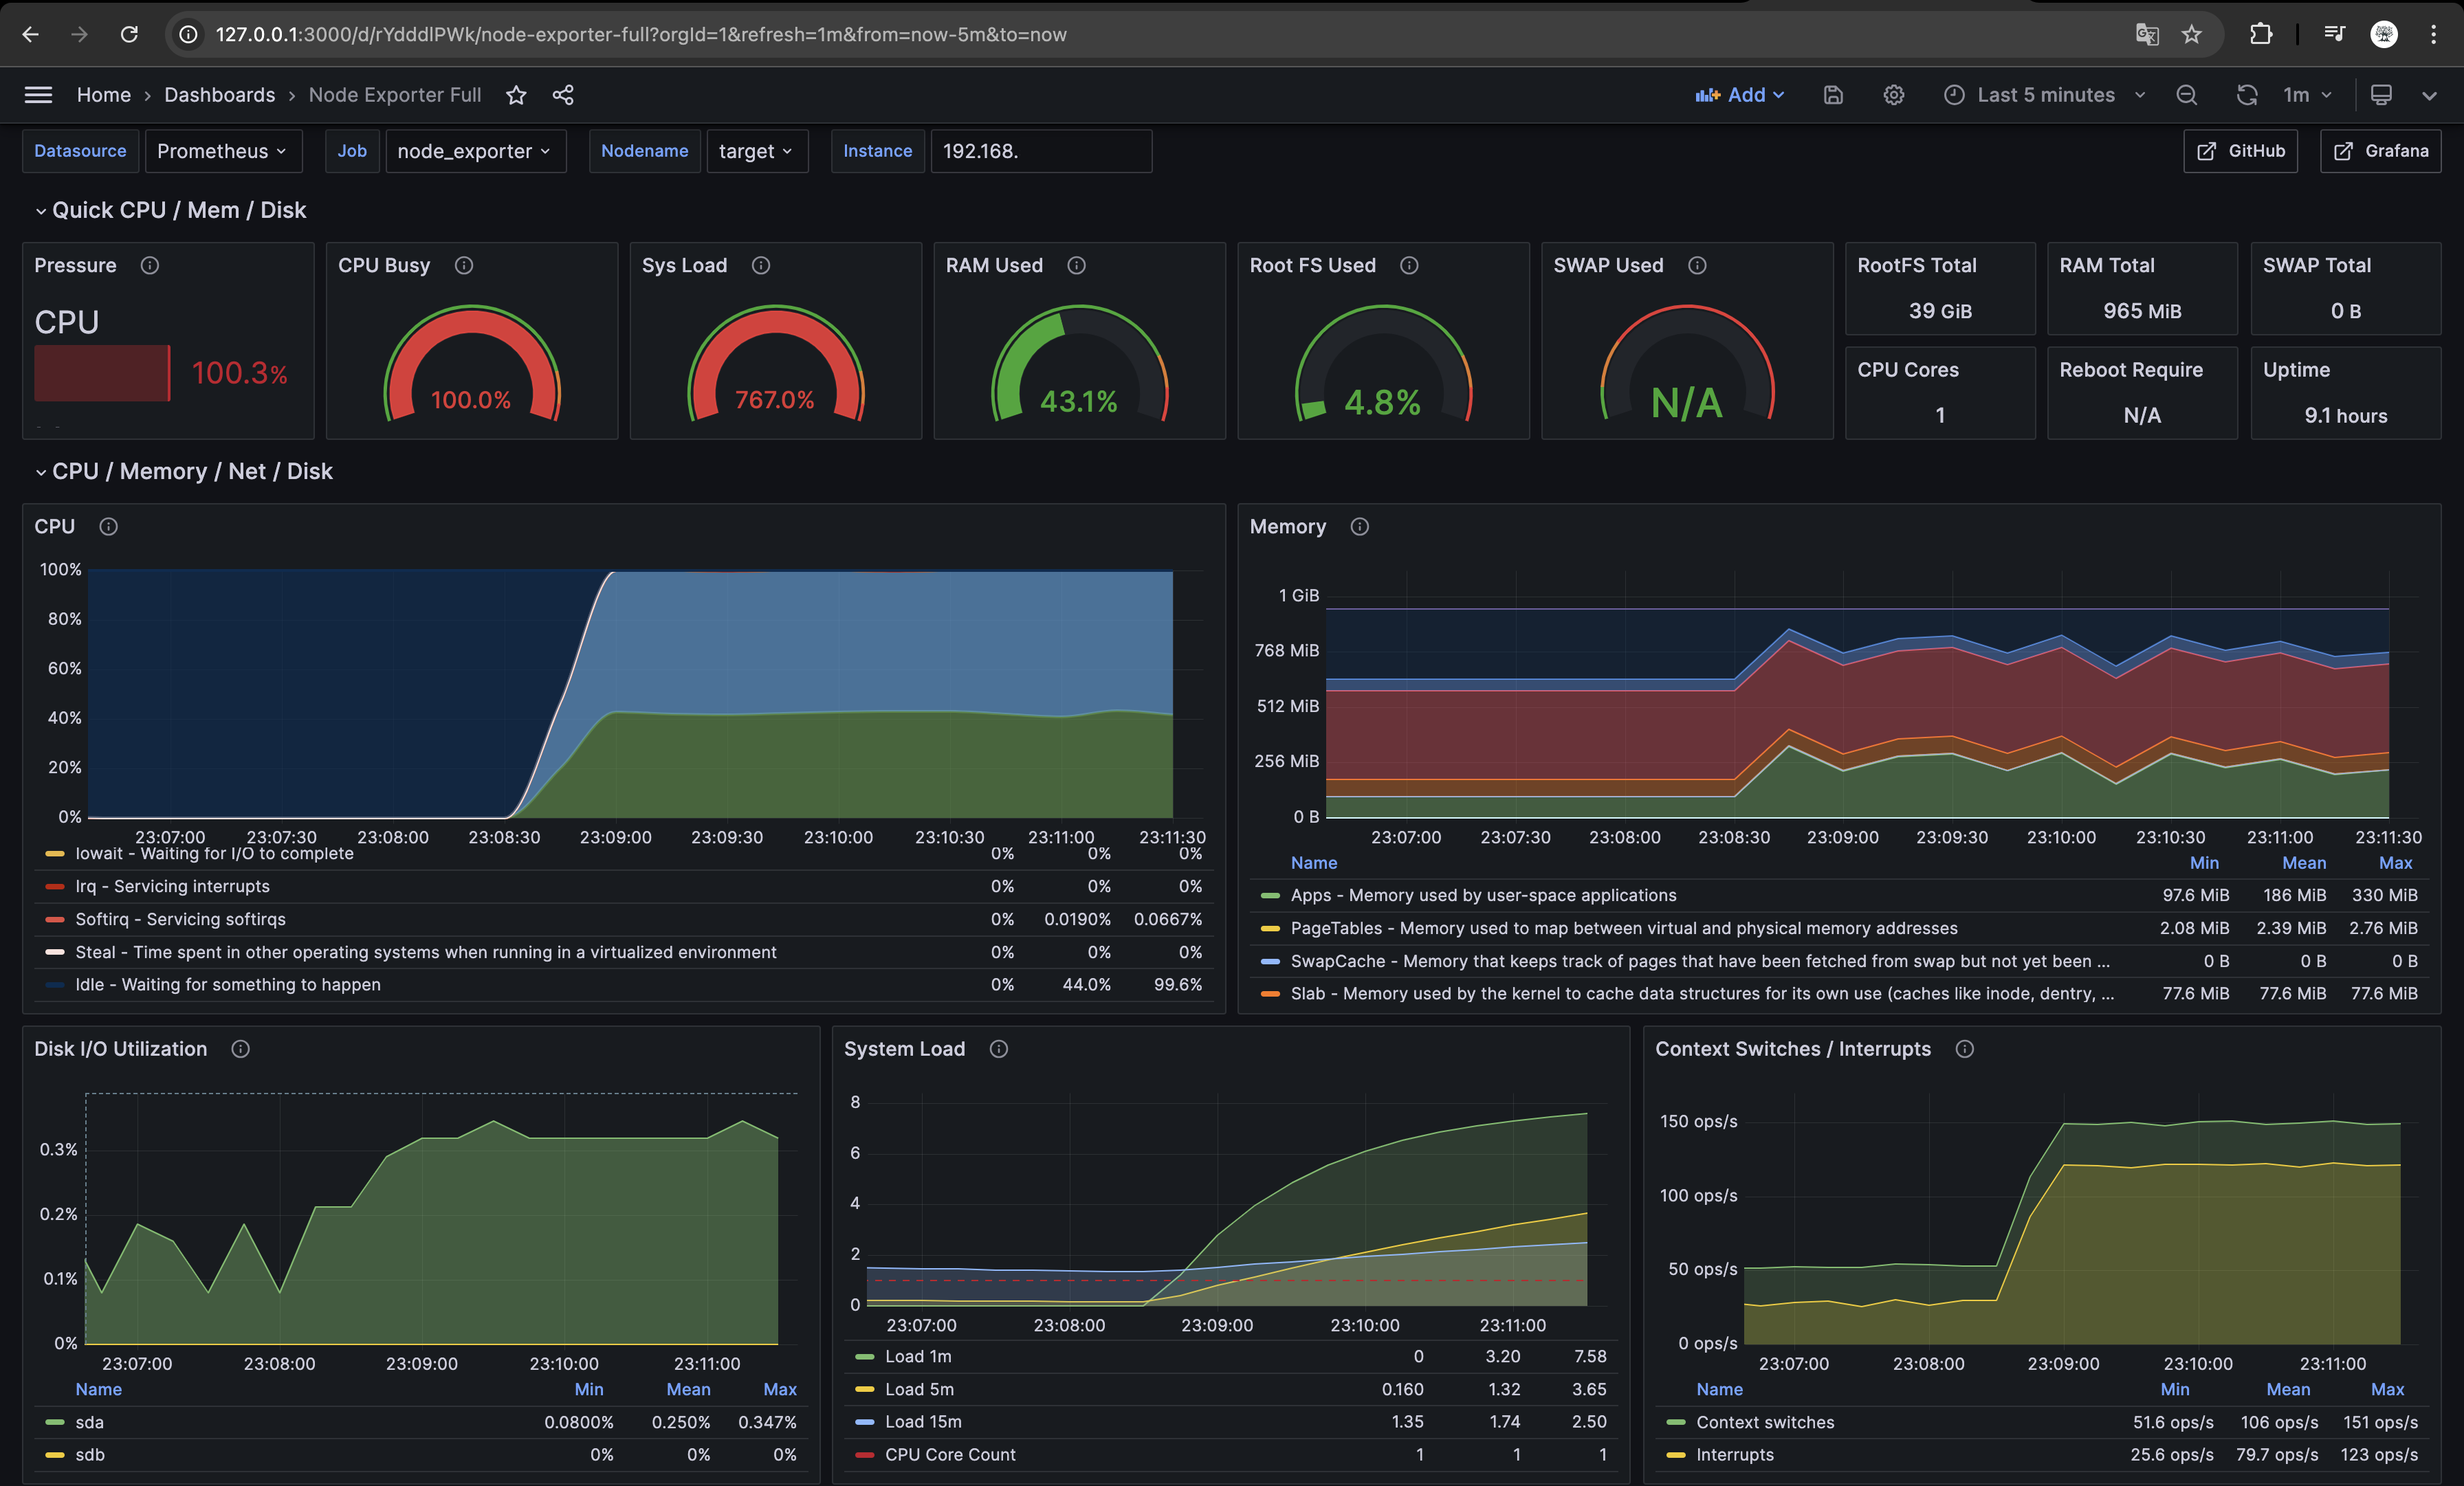 127.0.0.1:3000/d/rYdddlPWk/node-exporter-full?orgId=1&refresh=1m&from=now-5m&to=now
Home › Dashboards › Node Exporter Full
Add
Last 5 minutes
1m
Datasource Prometheus Job node_exporter Nodename target Instance 192.168.
GitHub Grafana
Quick CPU / Mem / Disk
Pressure
CPU
100.3%
CPU Busy
100.0%
Sys Load
767.0%
RAM Used
43.1%
Root FS Used
4.8%
SWAP Used
N/A
RootFS Total
39 GiB
RAM Total
965 MiB
SWAP Total
0 B
CPU Cores
1
Reboot Require
N/A
Uptime
9.1 hours
CPU / Memory / Net / Disk
CPU
100%
80%
60%
40%
20%
0%
23:07:00 23:07:30 23:08:00 23:08:30 23:09:00 23:09:30 23:10:00 23:10:30 23:11:00 23:11:30
Iowait - Waiting for I/O to complete 0% 0% 0%
Irq - Servicing interrupts 0% 0% 0%
Softirq - Servicing softirqs 0% 0.0190% 0.0667%
Steal - Time spent in other operating systems when running in a virtualized environment 0% 0% 0%
Idle - Waiting for something to happen 0% 44.0% 99.6%
Memory
1 GiB
768 MiB
512 MiB
256 MiB
0 B
23:07:00 23:07:30 23:08:00 23:08:30 23:09:00 23:09:30 23:10:00 23:10:30 23:11:00 23:11:30
Name Min Mean Max
Apps - Memory used by user-space applications 97.6 MiB 186 MiB 330 MiB
PageTables - Memory used to map between virtual and physical memory addresses 2.08 MiB 2.39 MiB 2.76 MiB
SwapCache - Memory that keeps track of pages that have been fetched from swap but not yet been ... 0 B 0 B 0 B
Slab - Memory used by the kernel to cache data structures for its own use (caches like inode, dentry, ... 77.6 MiB 77.6 MiB 77.6 MiB
Disk I/O Utilization
0.3%
0.2%
0.1%
0%
23:07:00 23:08:00 23:09:00 23:10:00 23:11:00
Name Min Mean Max
sda 0.0800% 0.250% 0.347%
sdb 0% 0% 0%
System Load
8
6
4
2
0
23:07:00 23:08:00 23:09:00 23:10:00 23:11:00
Load 1m 0 3.20 7.58
Load 5m 0.160 1.32 3.65
Load 15m 1.35 1.74 2.50
CPU Core Count 1 1 1
Context Switches / Interrupts
150 ops/s
100 ops/s
50 ops/s
0 ops/s
23:07:00 23:08:00 23:09:00 23:10:00 23:11:00
Name Min Mean Max
Context switches 51.6 ops/s 106 ops/s 151 ops/s
Interrupts 25.6 ops/s 79.7 ops/s 123 ops/s